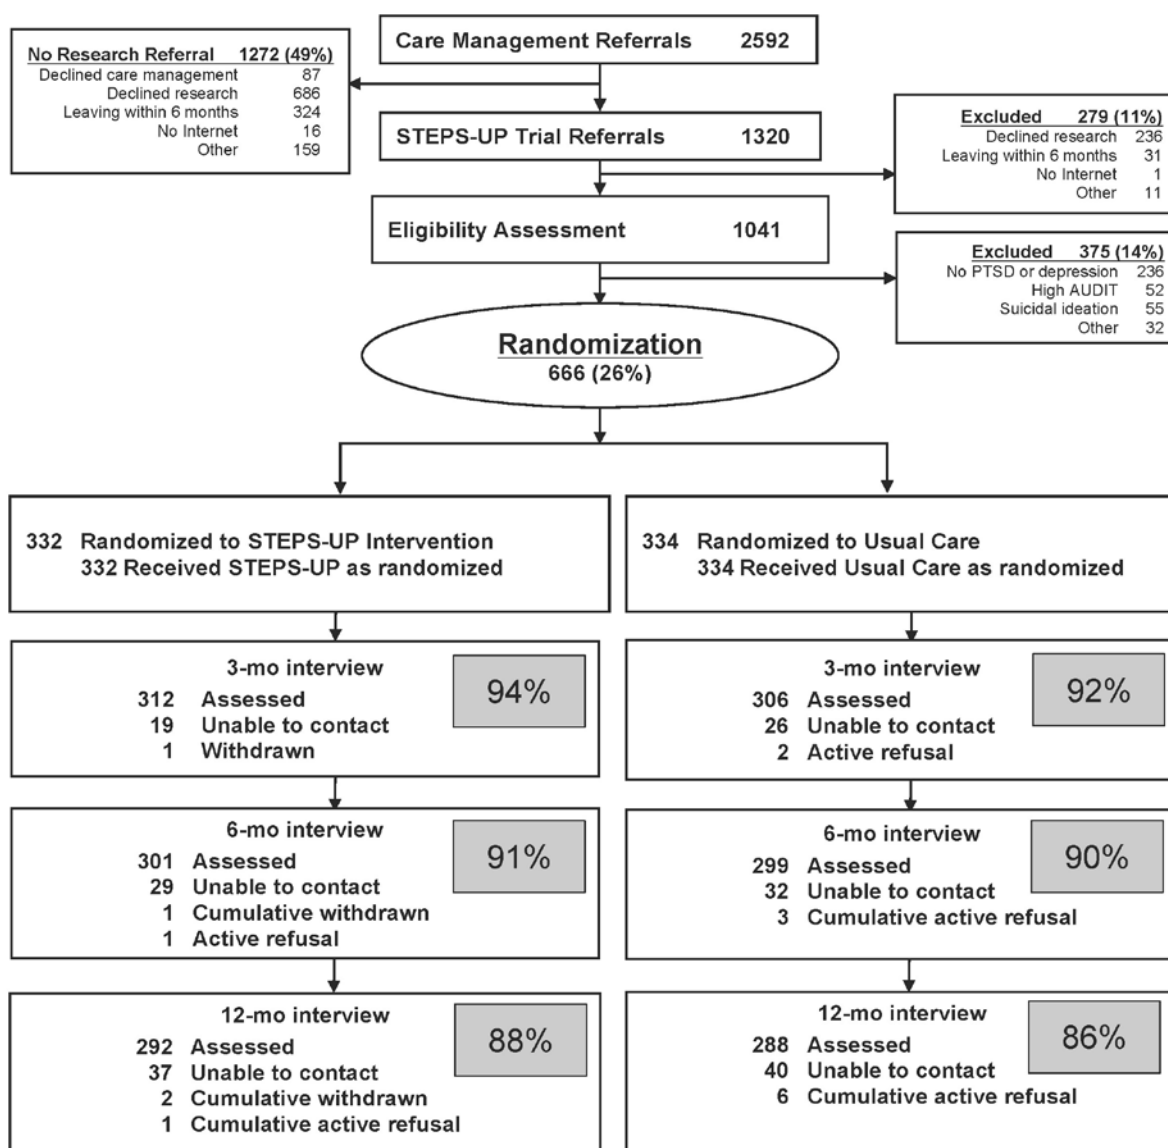 Care Management Referrals 2592
No Research Referral 1272 (49%)
Declined care management 87
Declined research 686
Leaving within 6 months 324
No Internet 16
Other 159
STEPS-UP Trial Referrals 1320
Excluded 279 (11%)
Declined research 236
Leaving within 6 months 31
No Internet 1
Other 11
Eligibility Assessment 1041
Excluded 375 (14%)
No PTSD or depression 236
High AUDIT 52
Suicidal ideation 55
Other 32
Randomization
666 (26%)
332 Randomized to STEPS-UP Intervention
332 Received STEPS-UP as randomized
334 Randomized to Usual Care
334 Received Usual Care as randomized
3-mo interview
94%
312 Assessed
19 Unable to contact
1 Withdrawn
3-mo interview
92%
306 Assessed
26 Unable to contact
2 Active refusal
6-mo interview
91%
301 Assessed
29 Unable to contact
1 Cumulative withdrawn
1 Active refusal
6-mo interview
90%
299 Assessed
32 Unable to contact
3 Cumulative active refusal
12-mo interview
88%
292 Assessed
37 Unable to contact
2 Cumulative withdrawn
1 Cumulative active refusal
12-mo interview
86%
288 Assessed
40 Unable to contact
6 Cumulative active refusal